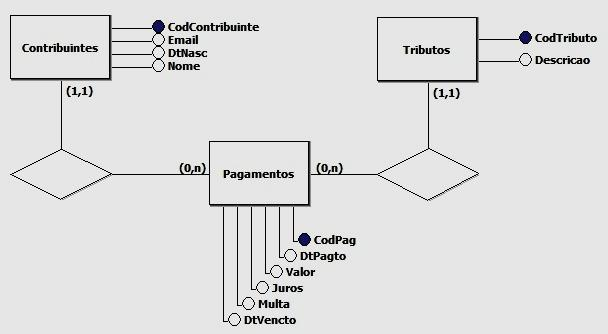 Contribuintes
CodContribuinte
Email
DtNasc
Nome
(1,1)
Tributos
CodTributo
Descricao
(1,1)
(0,n)
Pagamentos
(0,n)
CodPag
DtPagto
Valor
Juros
Multa
DtVencto